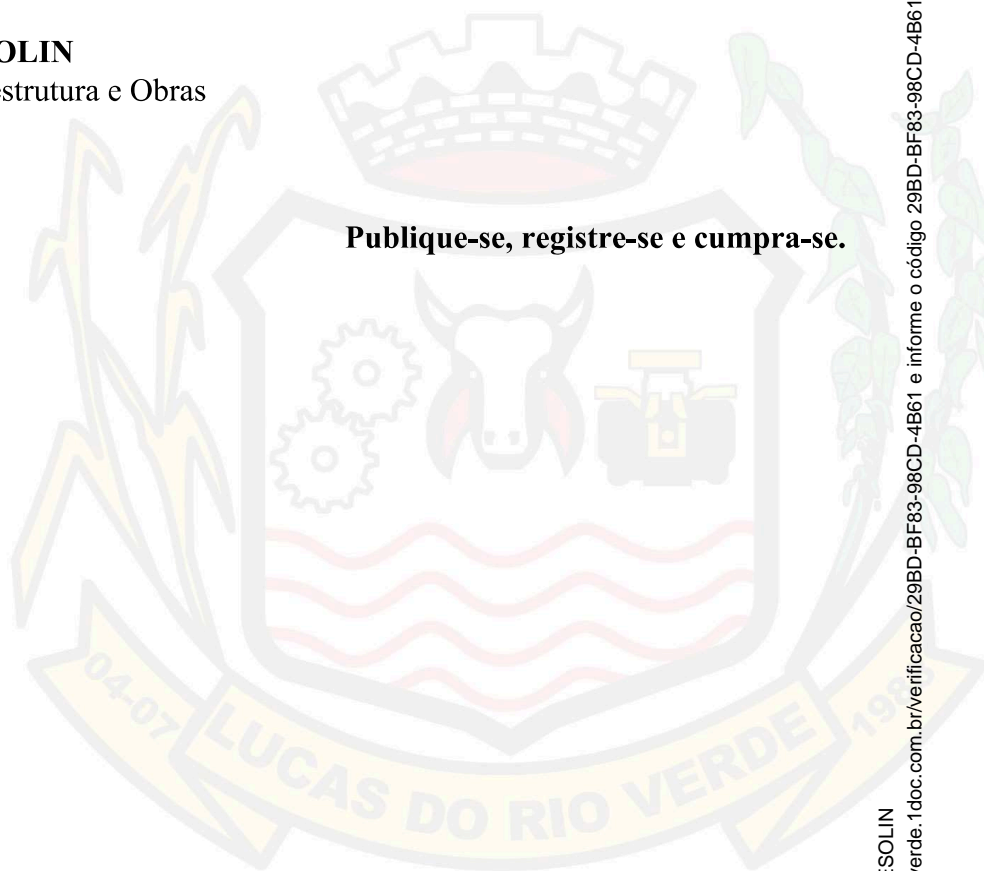 OLIN
estrutura e Obras
Publique-se, registre-se e cumpra-se.
04-07
LUCAS DO RIO VERDE
1988
ESOLIN
verde.1doc.com.br/verificacao/29BD-BF83-98CD-4B61 e informe o código 29BD-BF83-98CD-4B61